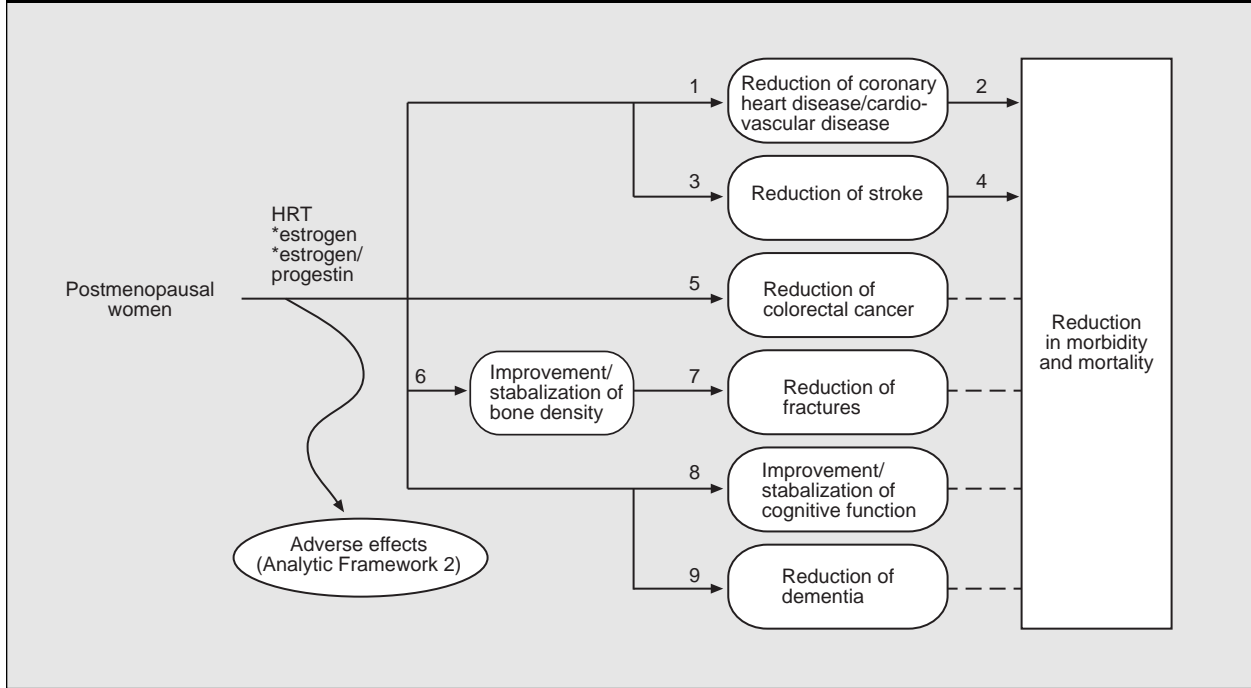 1
Reduction of coronary
heart disease/cardio-
vascular disease
2
3
Reduction of stroke
4
HRT
*estrogen
*estrogen/
progestin
Postmenopausal
women
5
Reduction of
colorectal cancer
Reduction
in morbidity
and mortality
6
Improvement/
stabalization of
bone density
7
Reduction of
fractures
8
Improvement/
stabalization of
cognitive function
Adverse effects
(Analytic Framework 2)
9
Reduction of
dementia